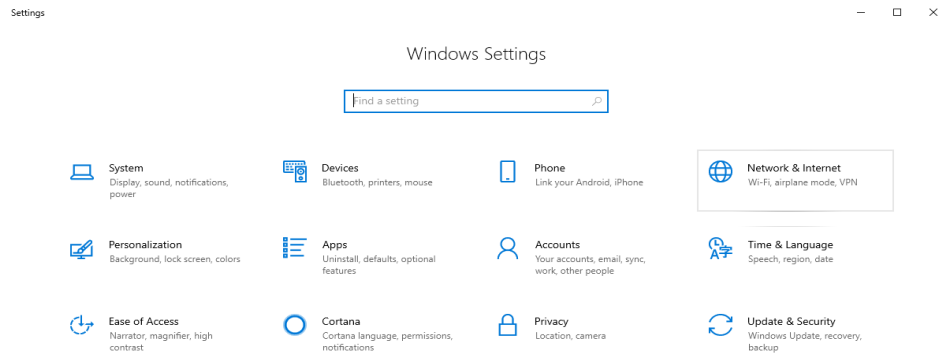 Settings
Windows Settings
Find a setting
System
Display, sound, notifications,
power
Devices
Bluetooth, printers, mouse
Phone
Link your Android, iPhone
Network & Internet
Wi-Fi, airplane mode, VPN
Personalization
Background, lock screen, colors
Apps
Uninstall, defaults, optional
features
Accounts
Your accounts, email, sync,
work, other people
Time & Language
Speech, region, date
Ease of Access
Narrator, magnifier, high
contrast
Cortana
Cortana language, permissions,
notifications
Privacy
Location, camera
Update & Security
Windows Update, recovery,
backup